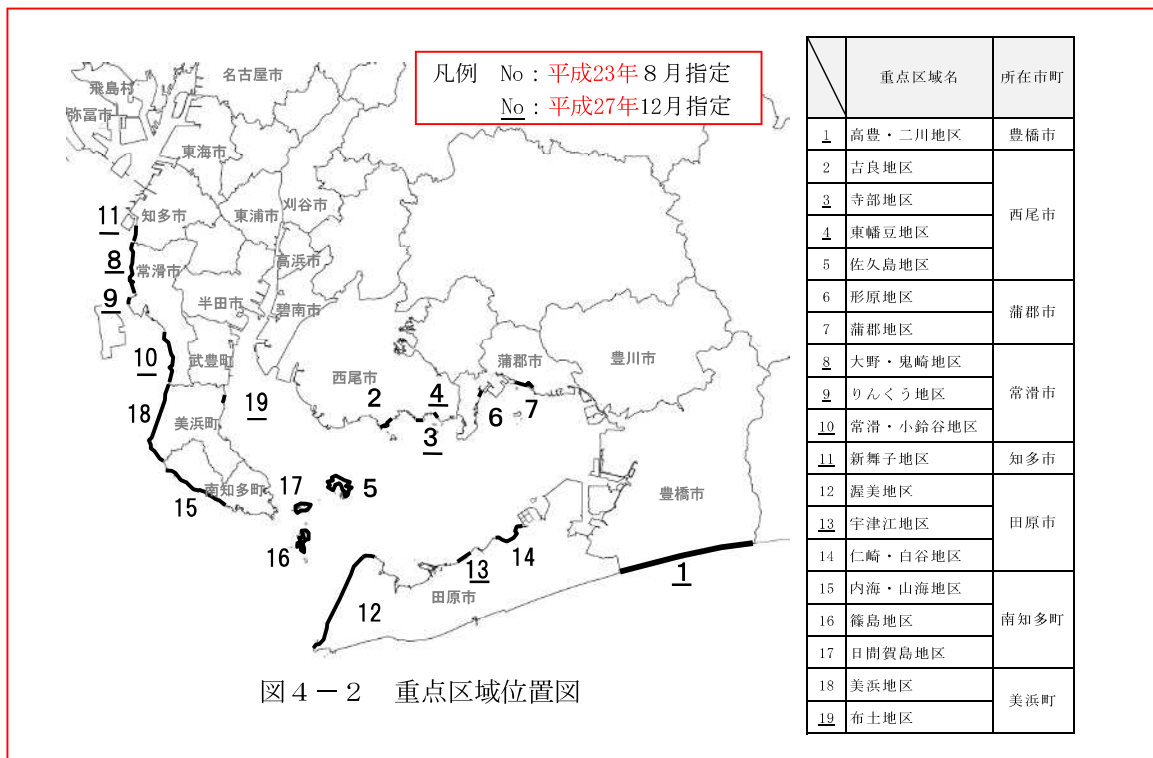 凡例 No：平成23年８月指定
No：平成27年12月指定
名古屋市
飛島村
弥富市
東海市
知多市
東浦市
刈谷市
常滑市
高浜市
半田市
碧南市
武豊町
西尾市
蒲郡市
豊川市
美浜町
南知多町
豊橋市
田原市
11
8
9
10
18
19
2
4
3
6
7
15
17
5
16
14
13
12
1
図４－２ 重点区域位置図
重点区域名 所在市町
1 高豊・二川地区 豊橋市
2 吉良地区 西尾市
3 寺部地区
4 東幡豆地区
5 佐久島地区
6 形原地区 蒲郡市
7 蒲郡地区
8 大野・鬼崎地区 常滑市
9 りんくう地区
10 常滑・小鈴谷地区
11 新舞子地区 知多市
12 渥美地区 田原市
13 宇津江地区
14 仁崎・白谷地区
15 内海・山海地区 南知多町
16 篠島地区
17 日間賀島地区
18 美浜地区 美浜町
19 布土地区